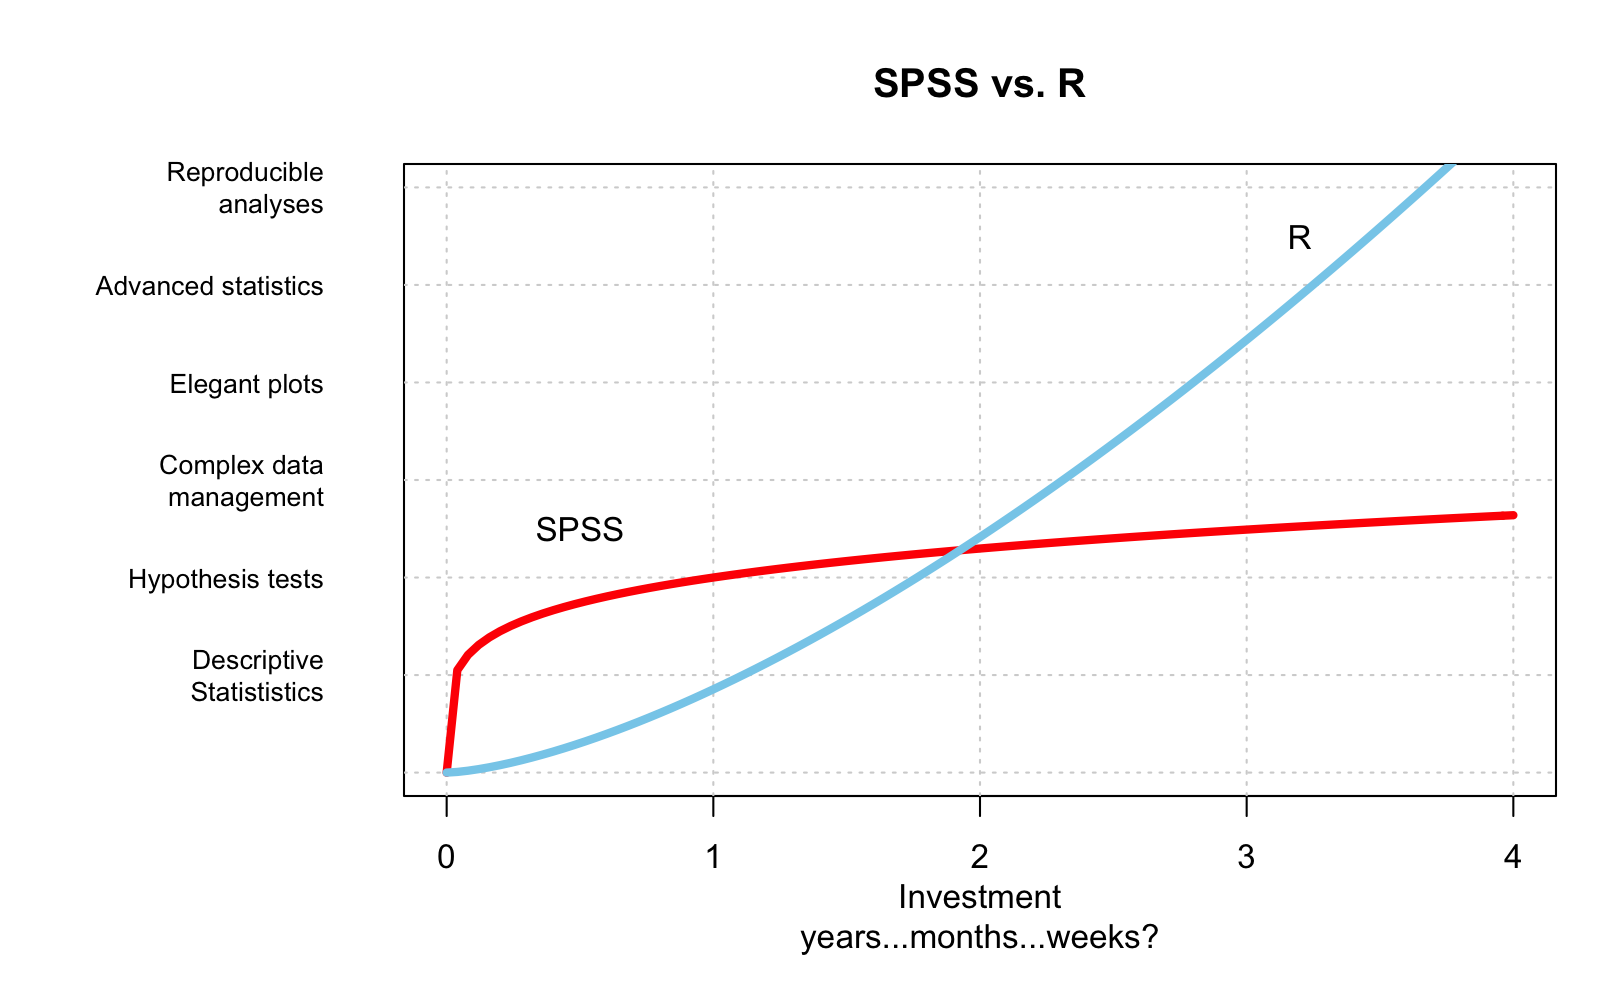 SPSS vs. R
Reproducible
analyses
Advanced statistics
Elegant plots
Complex data
management
Hypothesis tests
Descriptive
Statististics
R
SPSS
0 1 2 3 4
Investment
years...months...weeks?